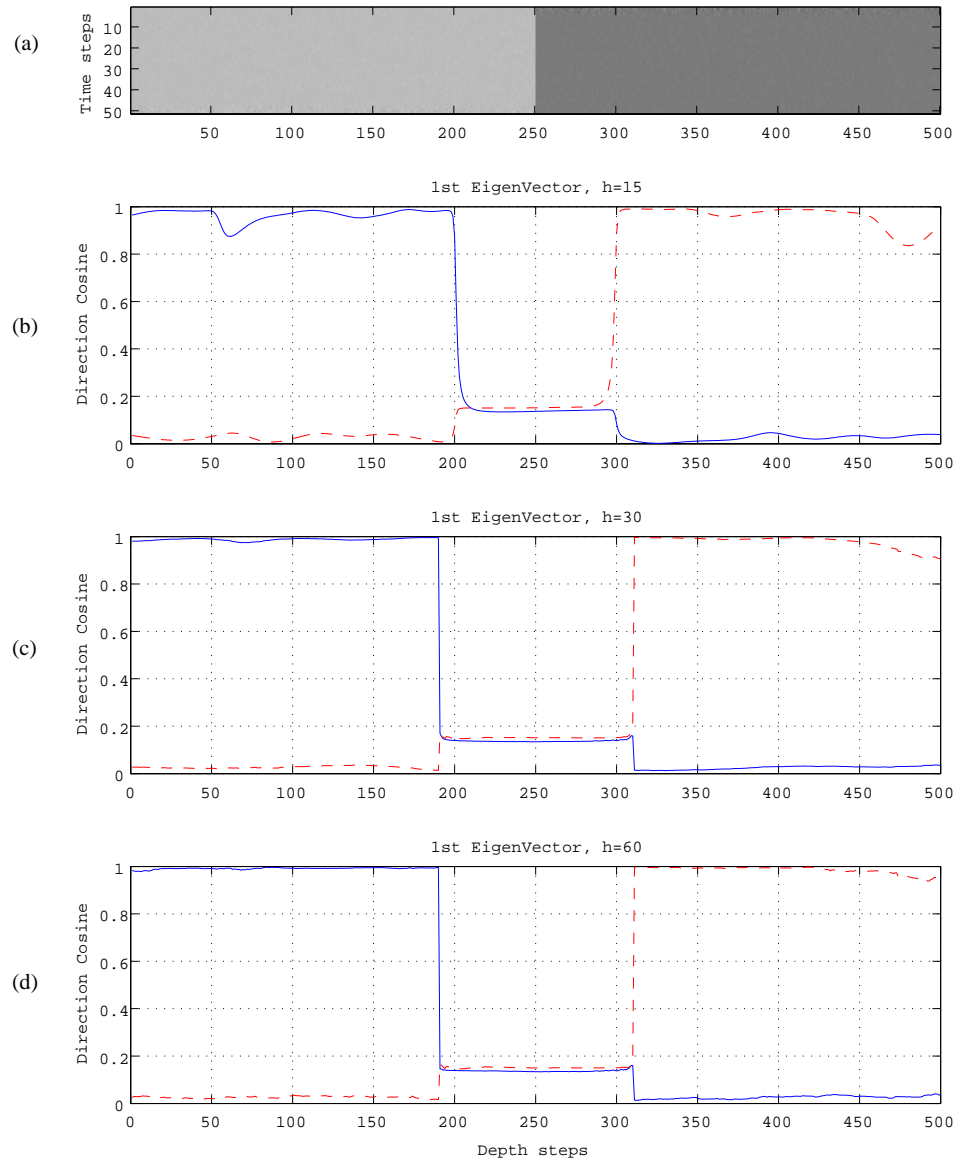 (a)
Time steps
10
20
30
40
50
50 100 150 200 250 300 350 400 450 500
1st EigenVector, h=15
(b)
Direction Cosine
1
0.8
0.6
0.4
0.2
0
0 50 100 150 200 250 300 350 400 450 500
1st EigenVector, h=30
(c)
Direction Cosine
1
0.8
0.6
0.4
0.2
0
0 50 100 150 200 250 300 350 400 450 500
1st EigenVector, h=60
(d)
Direction Cosine
1
0.8
0.6
0.4
0.2
0
0 50 100 150 200 250 300 350 400 450 500
Depth steps